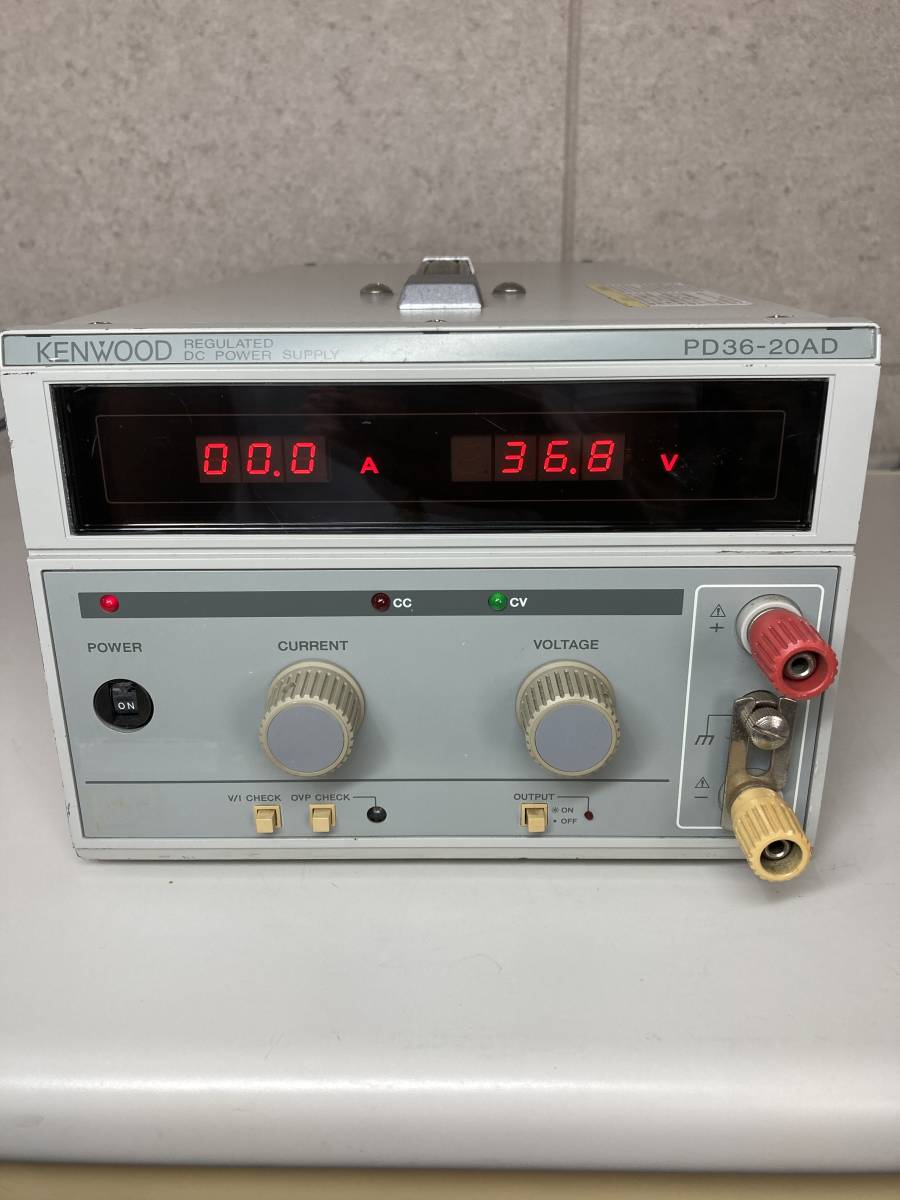 KENWOOD REGULATED DC POWER SUPPLY PD36-20AD
00.0 A 36.8 V
CC CV
POWER CURRENT VOLTAGE
+
ON
V/I CHECK OVP CHECK OUTPUT ON
OFF
−